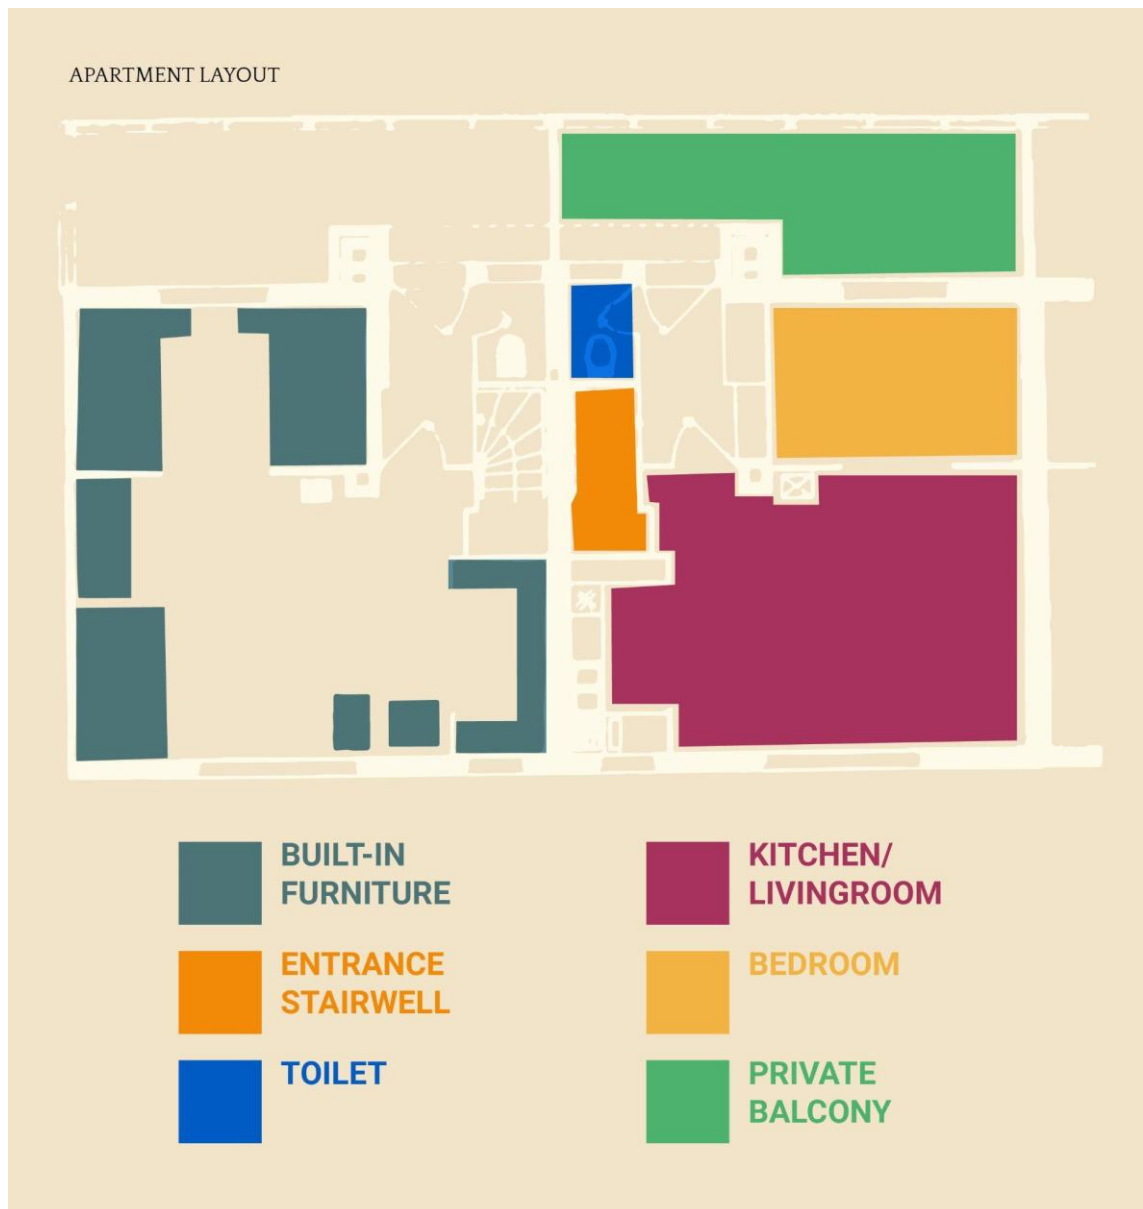 APARTMENT LAYOUT
BUILT-IN
FURNITURE
ENTRANCE
STAIRWELL
TOILET
KITCHEN/
LIVINGROOM
BEDROOM
PRIVATE
BALCONY